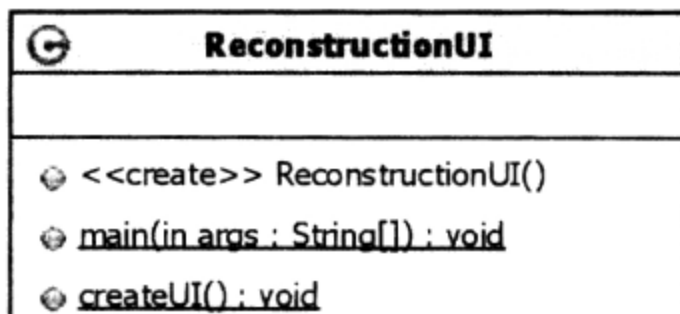 ReconstructionUI
<<create>> ReconstructionUI()
main(in args : String[]) : void
createUI() : void